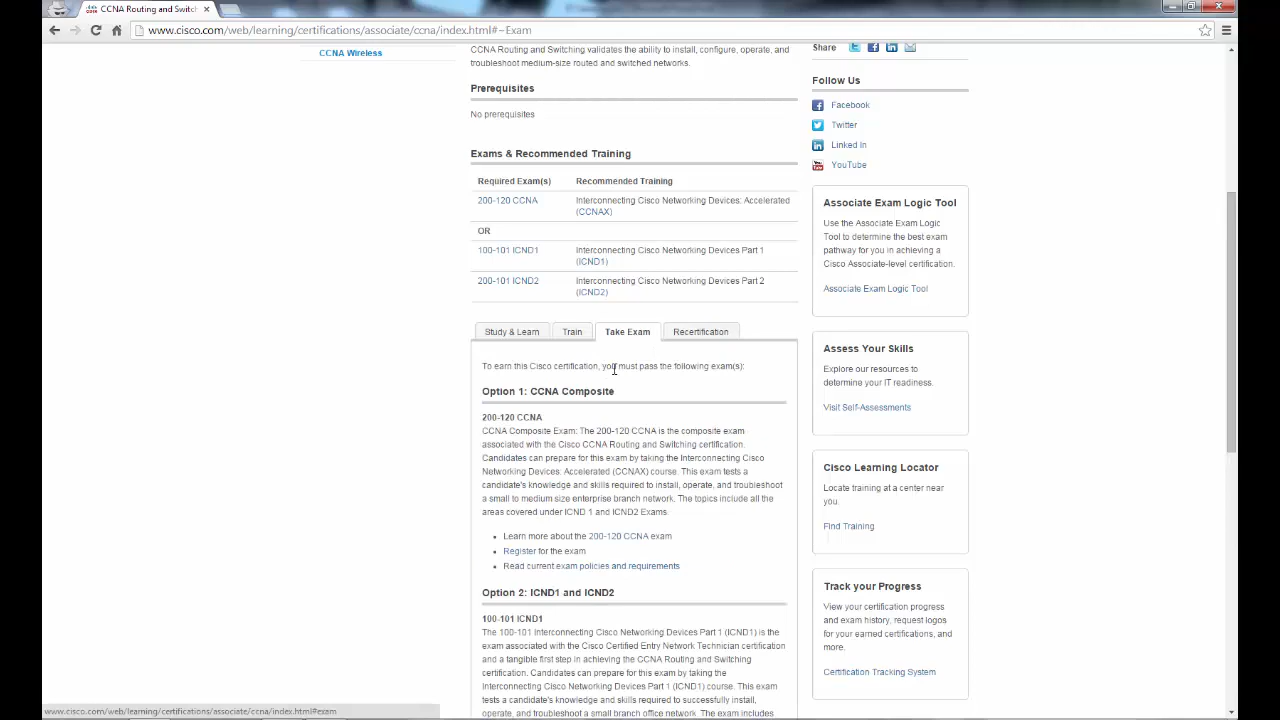 CCNA Routing and Switch
www.cisco.com/web/learning/certifications/associate/ccna/index.html#~Exam
CCNA Wireless
CCNA Routing and Switching validates the ability to install, configure, operate, and
troubleshoot medium-size routed and switched networks.
Prerequisites
No prerequisites
Exams & Recommended Training
Required Exam(s) Recommended Training
200-120 CCNA Interconnecting Cisco Networking Devices: Accelerated
(CCNAX)
OR
100-101 ICND1 Interconnecting Cisco Networking Devices Part 1
(ICND1)
200-101 ICND2 Interconnecting Cisco Networking Devices Part 2
(ICND2)
Study & Learn Train Take Exam Recertification
To earn this Cisco certification, you must pass the following exam(s):
Option 1: CCNA Composite
200-120 CCNA
CCNA Composite Exam: The 200-120 CCNA is the composite exam
associated with the Cisco CCNA Routing and Switching certification.
Candidates can prepare for this exam by taking the Interconnecting Cisco
Networking Devices: Accelerated (CCNAX) course. This exam tests a
candidate's knowledge and skills required to install, operate, and troubleshoot
a small to medium size enterprise branch network. The topics include all the
areas covered under ICND 1 and ICND2 Exams.
Learn more about the 200-120 CCNA exam
Register for the exam
Read current exam policies and requirements
Option 2: ICND1 and ICND2
100-101 ICND1
The 100-101 Interconnecting Cisco Networking Devices Part 1 (ICND1) is the
exam associated with the Cisco Certified Entry Network Technician certification
and a tangible first step in achieving the CCNA Routing and Switching
certification. Candidates can prepare for this exam by taking the
Interconnecting Cisco Networking Devices Part 1 (ICND1) course. This exam
tests a candidate's knowledge and skills required to successfully install,
operate, and troubleshoot a small branch office network. The exam includes
Share
Follow Us
Facebook
Twitter
Linked In
YouTube
Associate Exam Logic Tool
Use the Associate Exam Logic
Tool to determine the best exam
pathway for you in achieving a
Cisco Associate-level certification.
Associate Exam Logic Tool
Assess Your Skills
Explore our resources to
determine your IT readiness.
Visit Self-Assessments
Cisco Learning Locator
Locate training at a center near
you.
Find Training
Track your Progress
View your certification progress
and exam history, request logos
for your earned certifications, and
more.
Certification Tracking System
www.cisco.com/web/learning/certifications/associate/ccna/index.html#exam